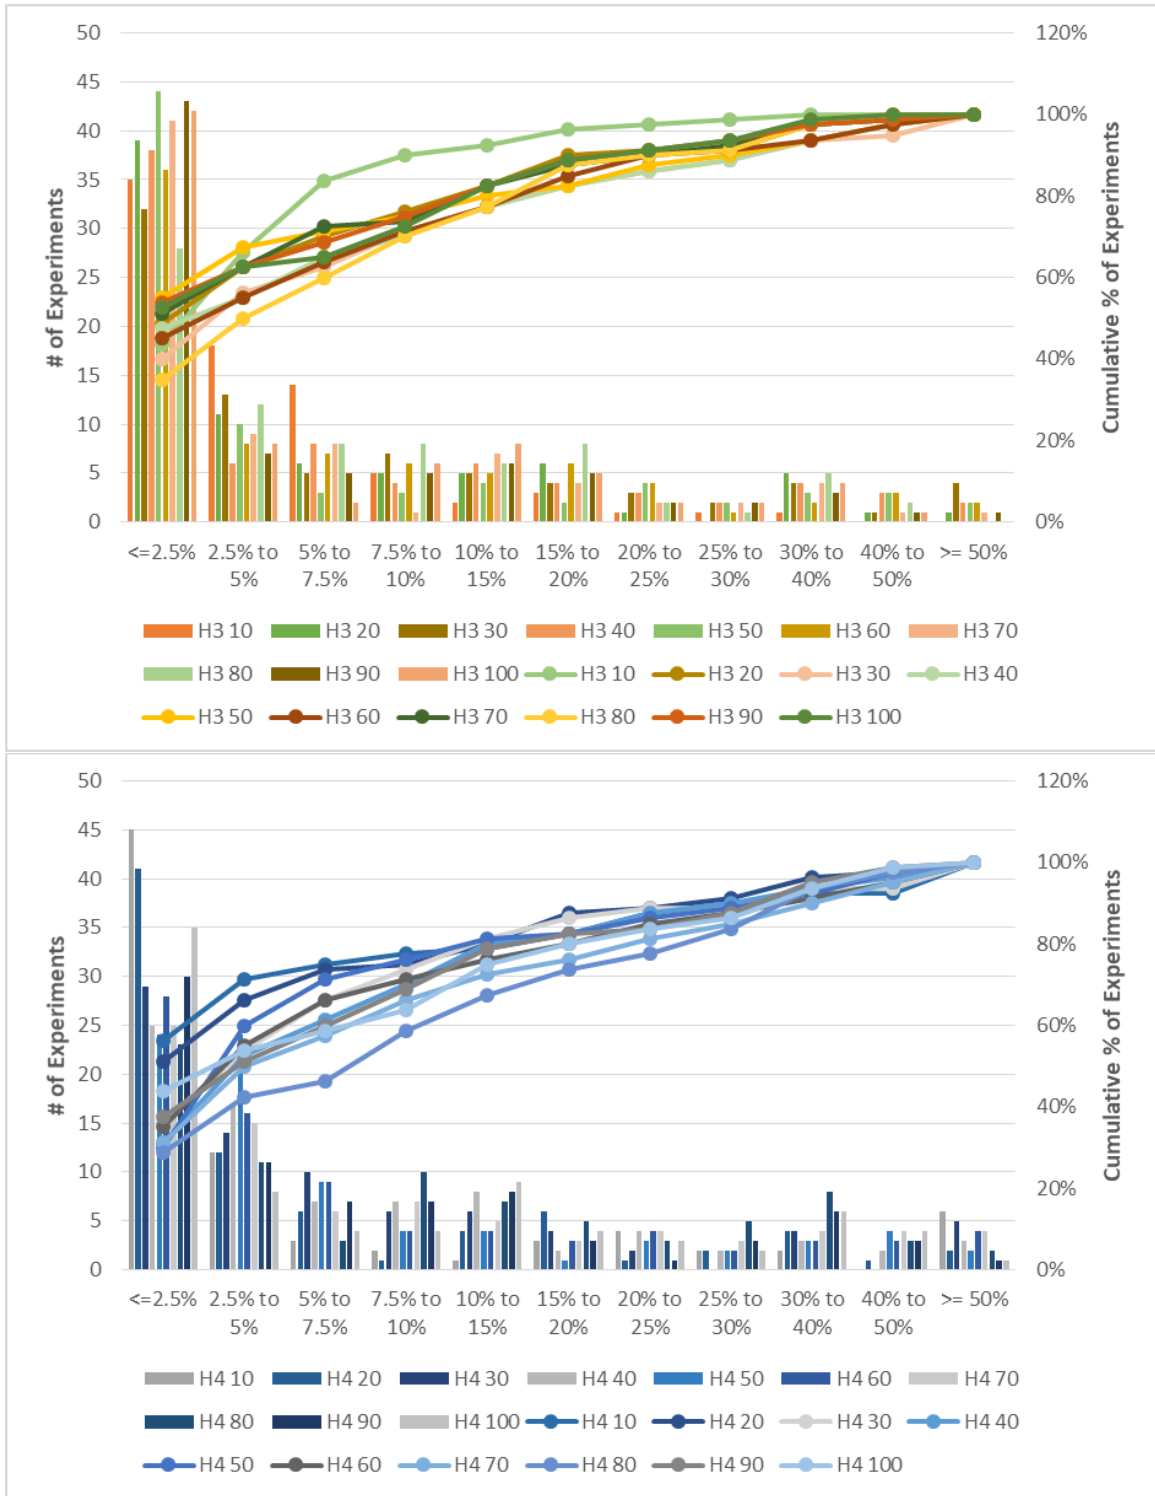 50
45
40
35
30
25
20
15
10
5
0
# of Experiments
120%
100%
80%
60%
40%
20%
0%
Cumulative % of Experiments
<=2.5% 2.5% to 5% to 7.5% to 10% to 15% to 20% to 25% to 30% to 40% to >= 50%
5% 7.5% 10% 15% 20% 25% 30% 40% 50%
H3 10 H3 20 H3 30 H3 40 H3 50 H3 60 H3 70
H3 80 H3 90 H3 100 H3 10 H3 20 H3 30 H3 40
H3 50 H3 60 H3 70 H3 80 H3 90 H3 100
50
45
40
35
30
25
20
15
10
5
0
# of Experiments
120%
100%
80%
60%
40%
20%
0%
Cumulative % of Experiments
<=2.5% 2.5% to 5% to 7.5% to 10% to 15% to 20% to 25% to 30% to 40% to >= 50%
5% 7.5% 10% 15% 20% 25% 30% 40% 50%
H4 10 H4 20 H4 30 H4 40 H4 50 H4 60 H4 70
H4 80 H4 90 H4 100 H4 10 H4 20 H4 30 H4 40
H4 50 H4 60 H4 70 H4 80 H4 90 H4 100